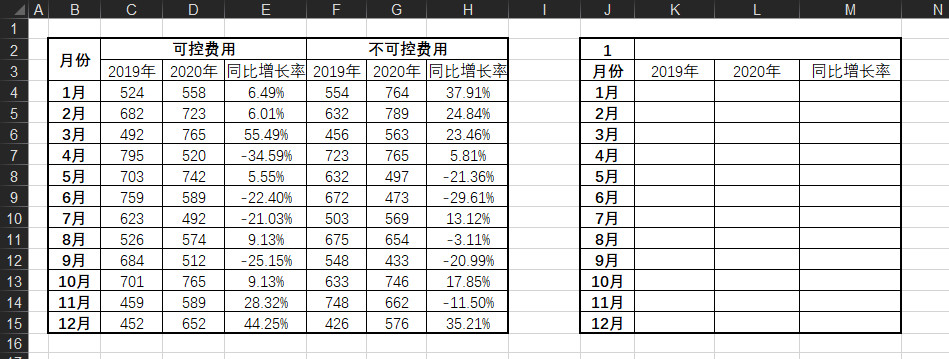 A B C D E F G H I J K L M N
1
2 月份 可控费用 不可控费用 1
3 2019年 2020年 同比增长率 2019年 2020年 同比增长率 月份 2019年 2020年 同比增长率
4 1月 524 558 6.49% 554 764 37.91% 1月
5 2月 682 723 6.01% 632 789 24.84% 2月
6 3月 492 765 55.49% 456 563 23.46% 3月
7 4月 795 520 -34.59% 723 765 5.81% 4月
8 5月 703 742 5.55% 632 497 -21.36% 5月
9 6月 759 589 -22.40% 672 473 -29.61% 6月
10 7月 623 492 -21.03% 503 569 13.12% 7月
11 8月 526 574 9.13% 675 654 -3.11% 8月
12 9月 684 512 -25.15% 548 433 -20.99% 9月
13 10月 701 765 9.13% 633 746 17.85% 10月
14 11月 459 589 28.32% 748 662 -11.50% 11月
15 12月 452 652 44.25% 426 576 35.21% 12月
16